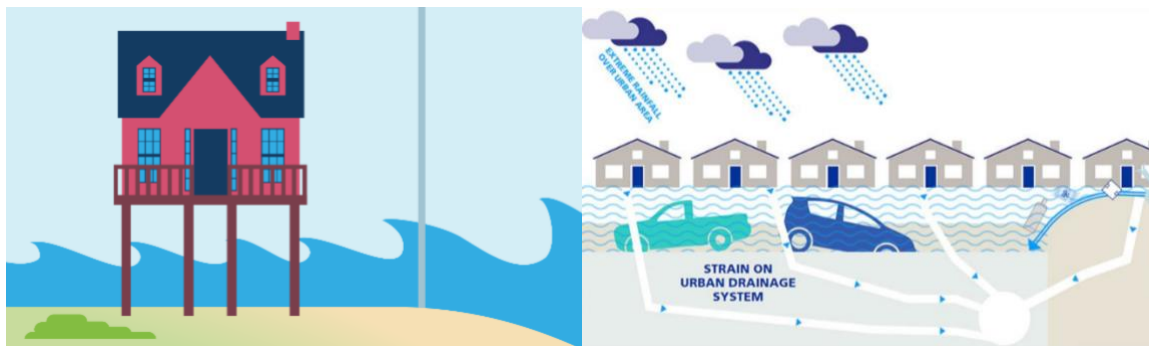 EXTREME RAINFALL
OVER URBAN AREA
STRAIN ON
URBAN DRAINAGE
SYSTEM